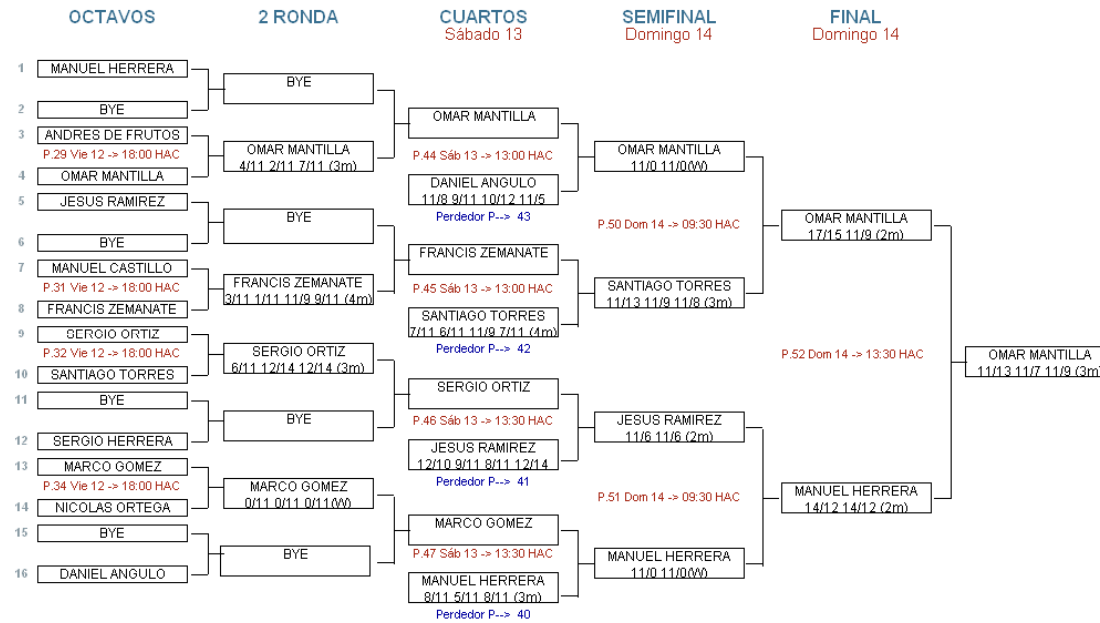 OCTAVOS
1 MANUEL HERRERA
2 BYE
3 ANDRES DE FRUTOS
P.29 Vie 12 -> 18:00 HAC
4 OMAR MANTILLA
5 JESUS RAMIREZ
6 BYE
7 MANUEL CASTILLO
P.31 Vie 12 -> 18:00 HAC
8 FRANCIS ZEMANATE
9 SERGIO ORTIZ
P.32 Vie 12 -> 18:00 HAC
10 SANTIAGO TORRES
11 BYE
12 SERGIO HERRERA
13 MARCO GOMEZ
P.34 Vie 12 -> 18:00 HAC
14 NICOLAS ORTEGA
15 BYE
16 DANIEL ANGULO
2 RONDA
BYE
OMAR MANTILLA
4/11 2/11 7/11 (3m)
BYE
FRANCIS ZEMANATE
3/11 1/11 11/9 9/11 (4m)
SERGIO ORTIZ
6/11 12/14 12/14 (3m)
BYE
MARCO GOMEZ
0/11 0/11 0/11(W)
BYE
CUARTOS
Sábado 13
OMAR MANTILLA
P.44 Sáb 13 -> 13:00 HAC
DANIEL ANGULO
11/8 9/11 10/12 11/5
Perdedor P--> 43
FRANCIS ZEMANATE
P.45 Sáb 13 -> 13:00 HAC
SANTIAGO TORRES
7/11 6/11 11/9 7/11 (4m)
Perdedor P--> 42
SERGIO ORTIZ
P.46 Sáb 13 -> 13:30 HAC
JESUS RAMIREZ
12/10 9/11 8/11 12/14
Perdedor P--> 41
MARCO GOMEZ
P.47 Sáb 13 -> 13:30 HAC
MANUEL HERRERA
8/11 5/11 8/11 (3m)
Perdedor P--> 40
SEMIFINAL
Domingo 14
OMAR MANTILLA
11/0 11/0(W)
P.50 Dom 14 -> 09:30 HAC
SANTIAGO TORRES
11/13 11/9 11/8 (3m)
JESUS RAMIREZ
11/6 11/6 (2m)
P.51 Dom 14 -> 09:30 HAC
MANUEL HERRERA
11/0 11/0(W)
FINAL
Domingo 14
OMAR MANTILLA
17/15 11/9 (2m)
P.52 Dom 14 -> 13:30 HAC
MANUEL HERRERA
14/12 14/12 (2m)
OMAR MANTILLA
11/13 11/7 11/9 (3m)